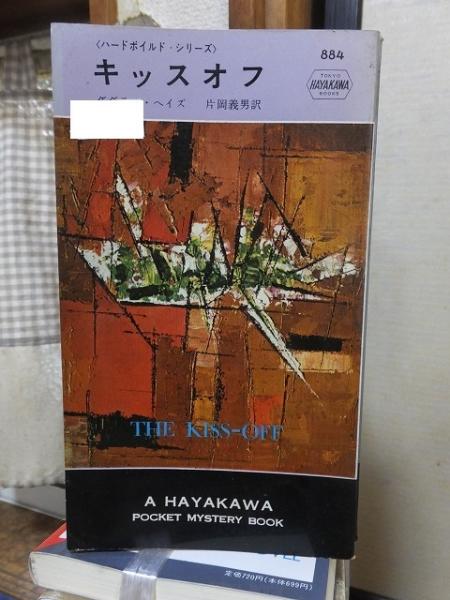 〈ハードボイルド・シリーズ〉
884
キッスオフ
TOKYO
HAYAKAWA
BOOKS
・ヘイズ 片岡義男訳
THE KISS-OFF
A HAYAKAWA
POCKET MYSTERY BOOK
定価720円(本体699円)